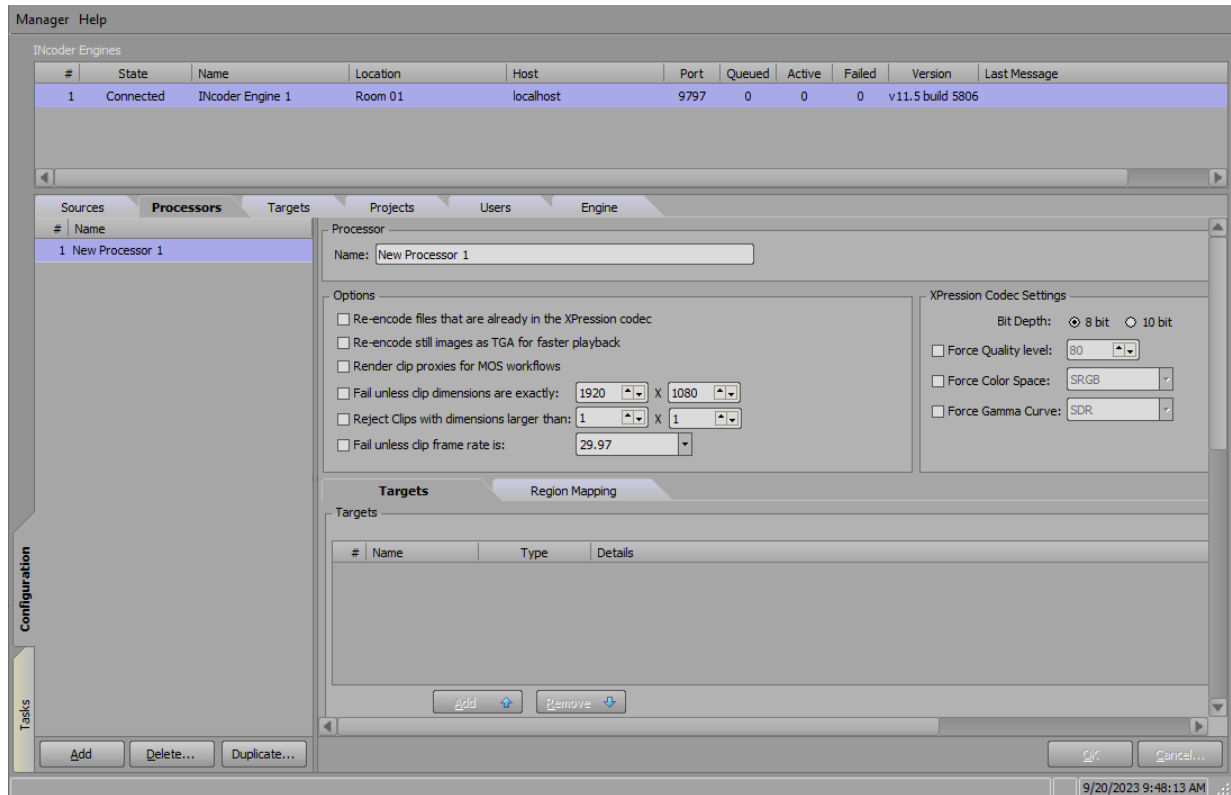 Manager Help
INcoder Engines
# State Name Location Host Port Queued Active Failed Version Last Message
1 Connected INcoder Engine 1 Room 01 localhost 9797 0 0 0 v11.5 build 5806
Sources Processors Targets Projects Users Engine
# Name
1 New Processor 1
Processor
Name: New Processor 1
Options
Re-encode files that are already in the XPression codec
Re-encode still images as TGA for faster playback
Render clip proxies for MOS workflows
Fail unless clip dimensions are exactly: 1920 X 1080
Reject Clips with dimensions larger than: 1 X 1
Fail unless clip frame rate is: 29.97
XPression Codec Settings
Bit Depth: 8 bit 10 bit
Force Quality level: 80
Force Color Space: SRGB
Force Gamma Curve: SDR
Targets Region Mapping
Targets
# Name Type Details
Add Remove
Configuration
Tasks
Add Delete... Duplicate...
OK Cancel...
9/20/2023 9:48:13 AM